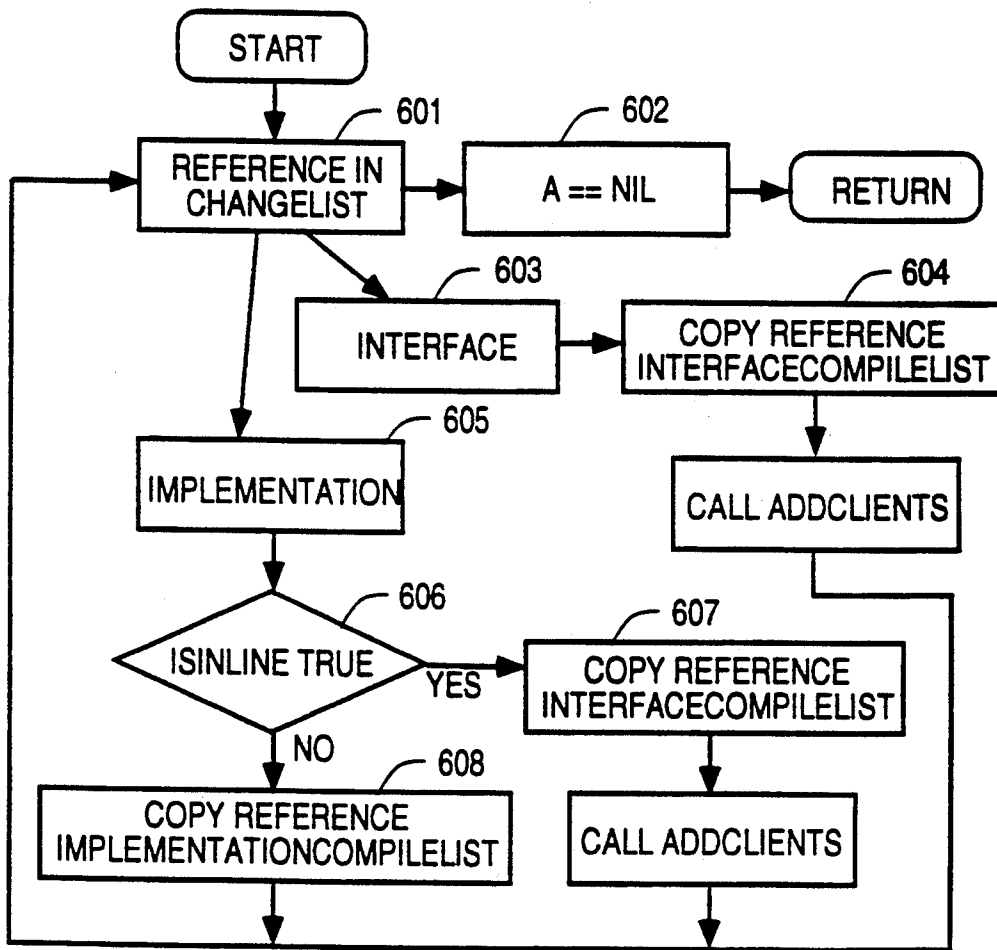 START
601
REFERENCE IN
CHANGELIST
602
A == NIL
RETURN
603
INTERFACE
604
COPY REFERENCE
INTERFACECOMPILELIST
605
IMPLEMENTATION
CALL ADDCLIENTS
606
ISINLINE TRUE
YES
NO
607
COPY REFERENCE
INTERFACECOMPILELIST
608
COPY REFERENCE
IMPLEMENTATIONCOMPILELIST
CALL ADDCLIENTS